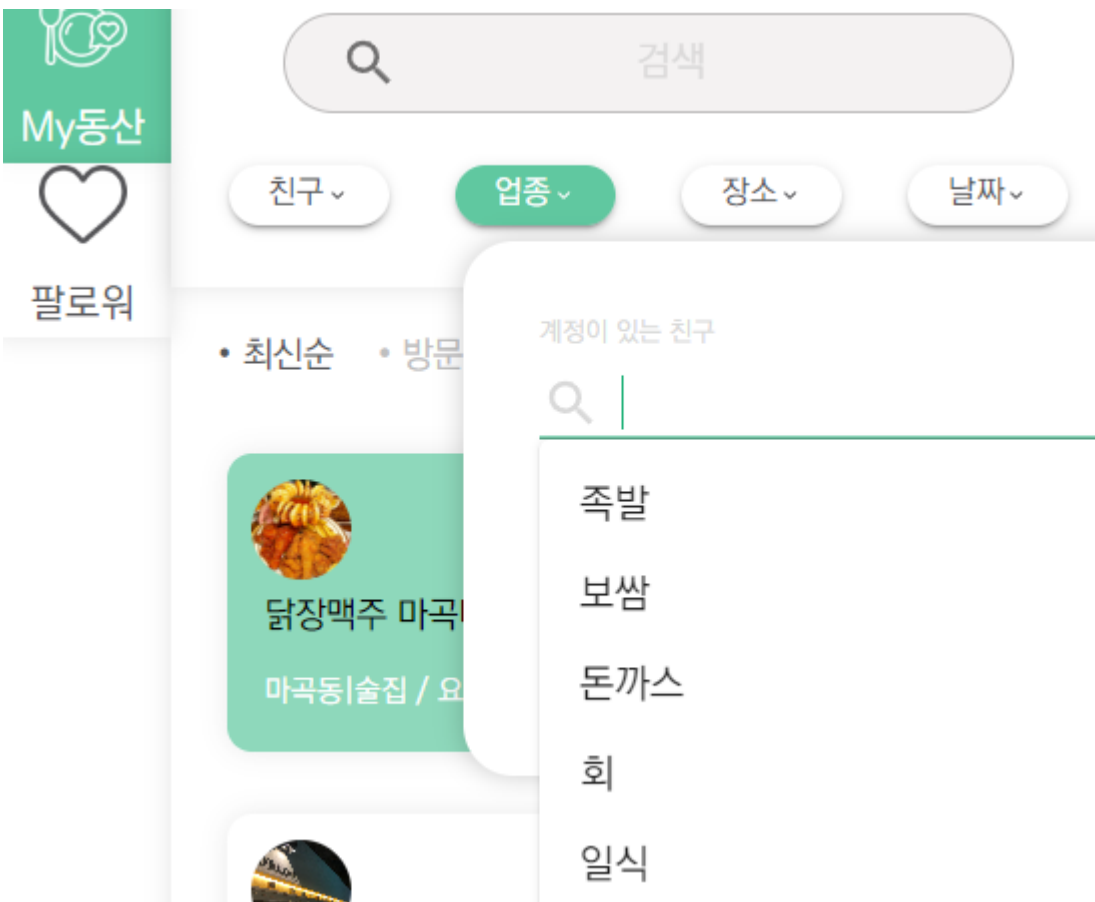 검색
My동산
친구 업종 장소 날짜
팔로워
계정이 있는 친구
• 최신순 • 방문
족발
보쌈
닭장맥주 마곡
돈까스
마곡동|술집 / 요
회
일식